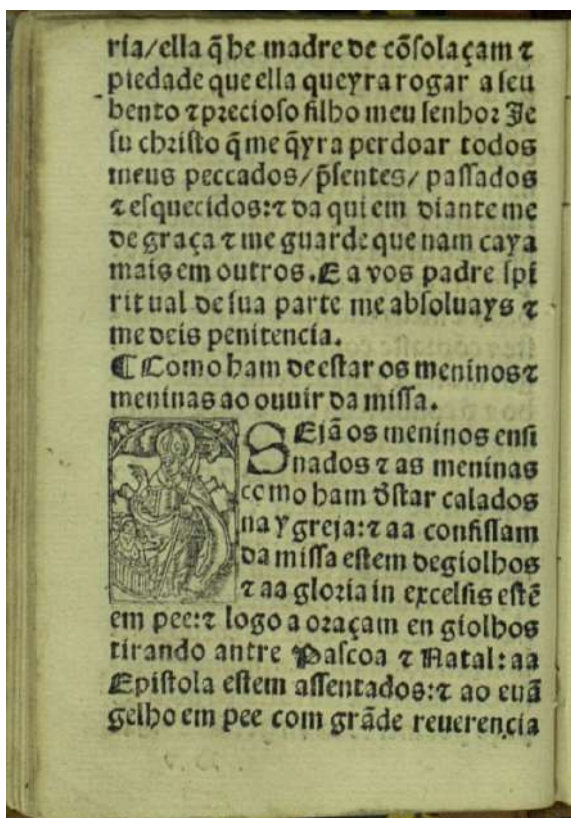 ria/ella q̃ he madre de cõsolaçam ⁊
piedade que ella queyra rogar a seu
bento ⁊ precioso filho meu senhor Je
su christo q̃ me q̃yra perdoar todos
meus peccados/ p̃sentes/ passados
⁊ esquecidos:⁊ da qui em diante me
de graça ⁊ me guarde que nam caya
mais em outros. E a vos padre spi
ritual de sua parte me absoluays ⁊
me deis penitencia.
¶ Como ham de estar os meninos ⁊
meninas ao ouuir da missa.
SEjã os meninos ensi
nados ⁊ as meninas
como ham d̃star calados
na ygreja:⁊ aa confissam
da missa estem de giolhos
⁊ aa gloria in excelsis estẽ
em pee:⁊ logo a oraçam en giolhos
tirando antre Pascoa ⁊ Natal: aa
Epistola estem assentados:⁊ ao euã
gelho em pee com grãde reuerencia